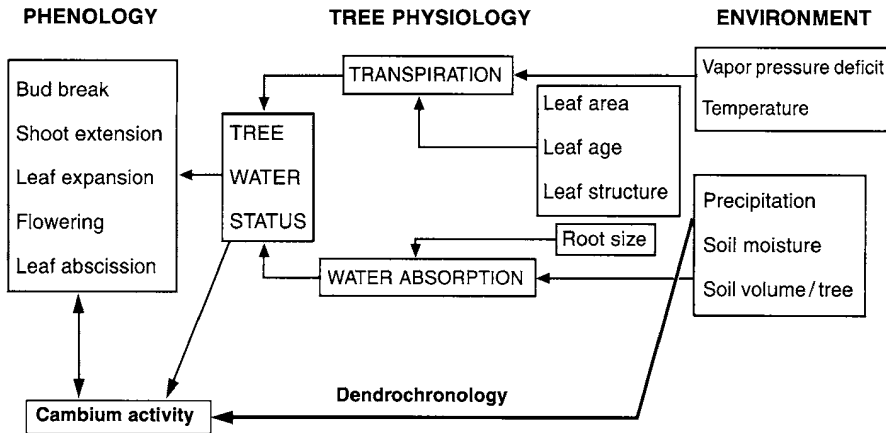 PHENOLOGY
TREE PHYSIOLOGY
ENVIRONMENT
Bud break
Shoot extension
Leaf expansion
Flowering
Leaf abscission
TREE
WATER
STATUS
TRANSPIRATION
Leaf area
Leaf age
Leaf structure
Root size
WATER ABSORPTION
Vapor pressure deficit
Temperature
Precipitation
Soil moisture
Soil volume/tree
Dendrochronology
Cambium activity